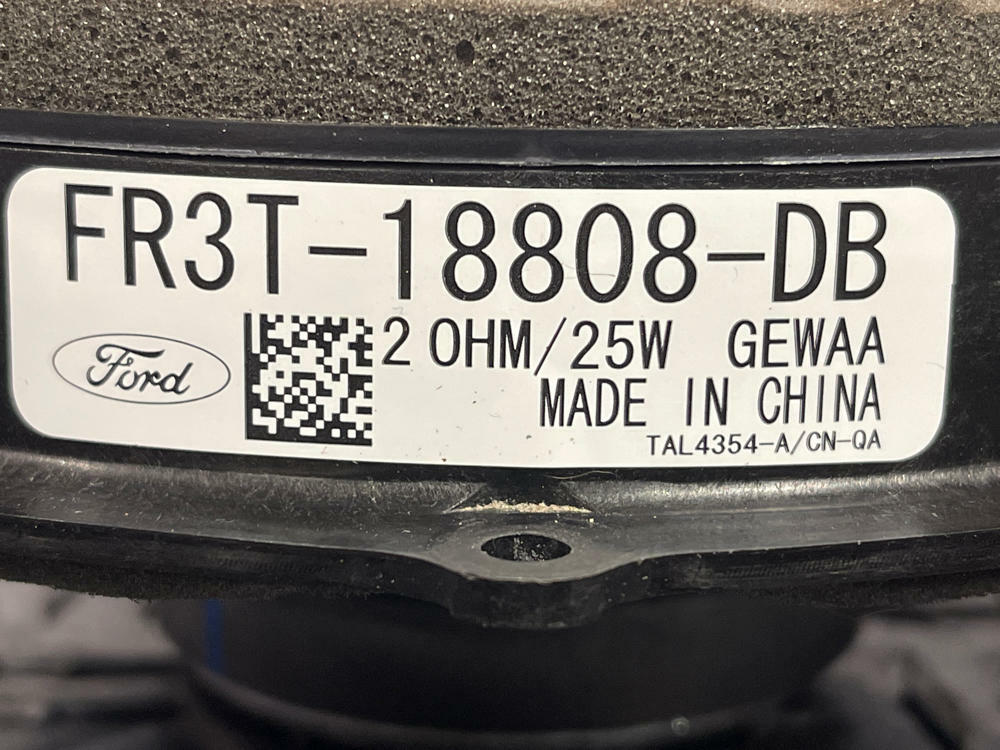 FR3T-18808-DB
Ford
2 OHM/25W GEWAA
MADE IN CHINA
TAL4354-A/CN-QA